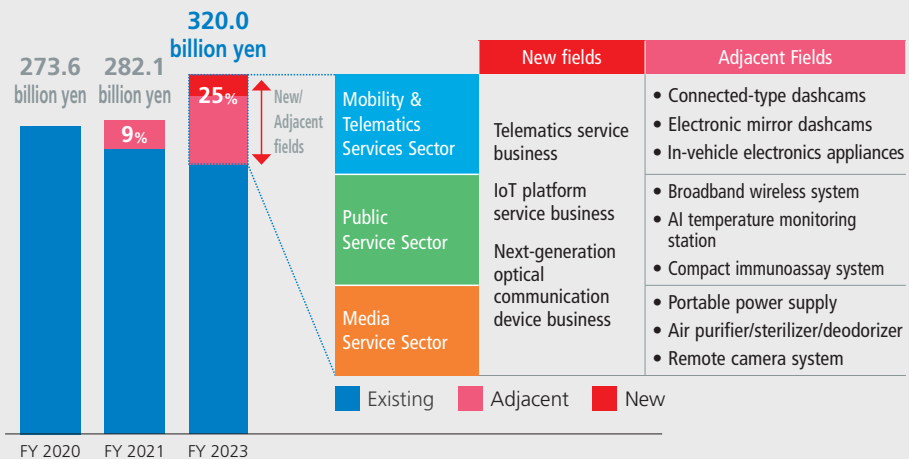 320.0
billion yen
273.6
billion yen
282.1
billion yen
9%
25%
New/
Adjacent
fields
New fields
Adjacent Fields
Mobility &
Telematics
Services Sector
Public
Service Sector
Media
Service Sector
Telematics service
business
IoT platform
service business
Next-generation
optical
communication
device business
• Connected-type dashcams
• Electronic mirror dashcams
• In-vehicle electronics appliances
• Broadband wireless system
• AI temperature monitoring
station
• Compact immunoassay system
• Portable power supply
• Air purifier/sterilizer/deodorizer
• Remote camera system
Existing
Adjacent
New
FY 2020
FY 2021
FY 2023